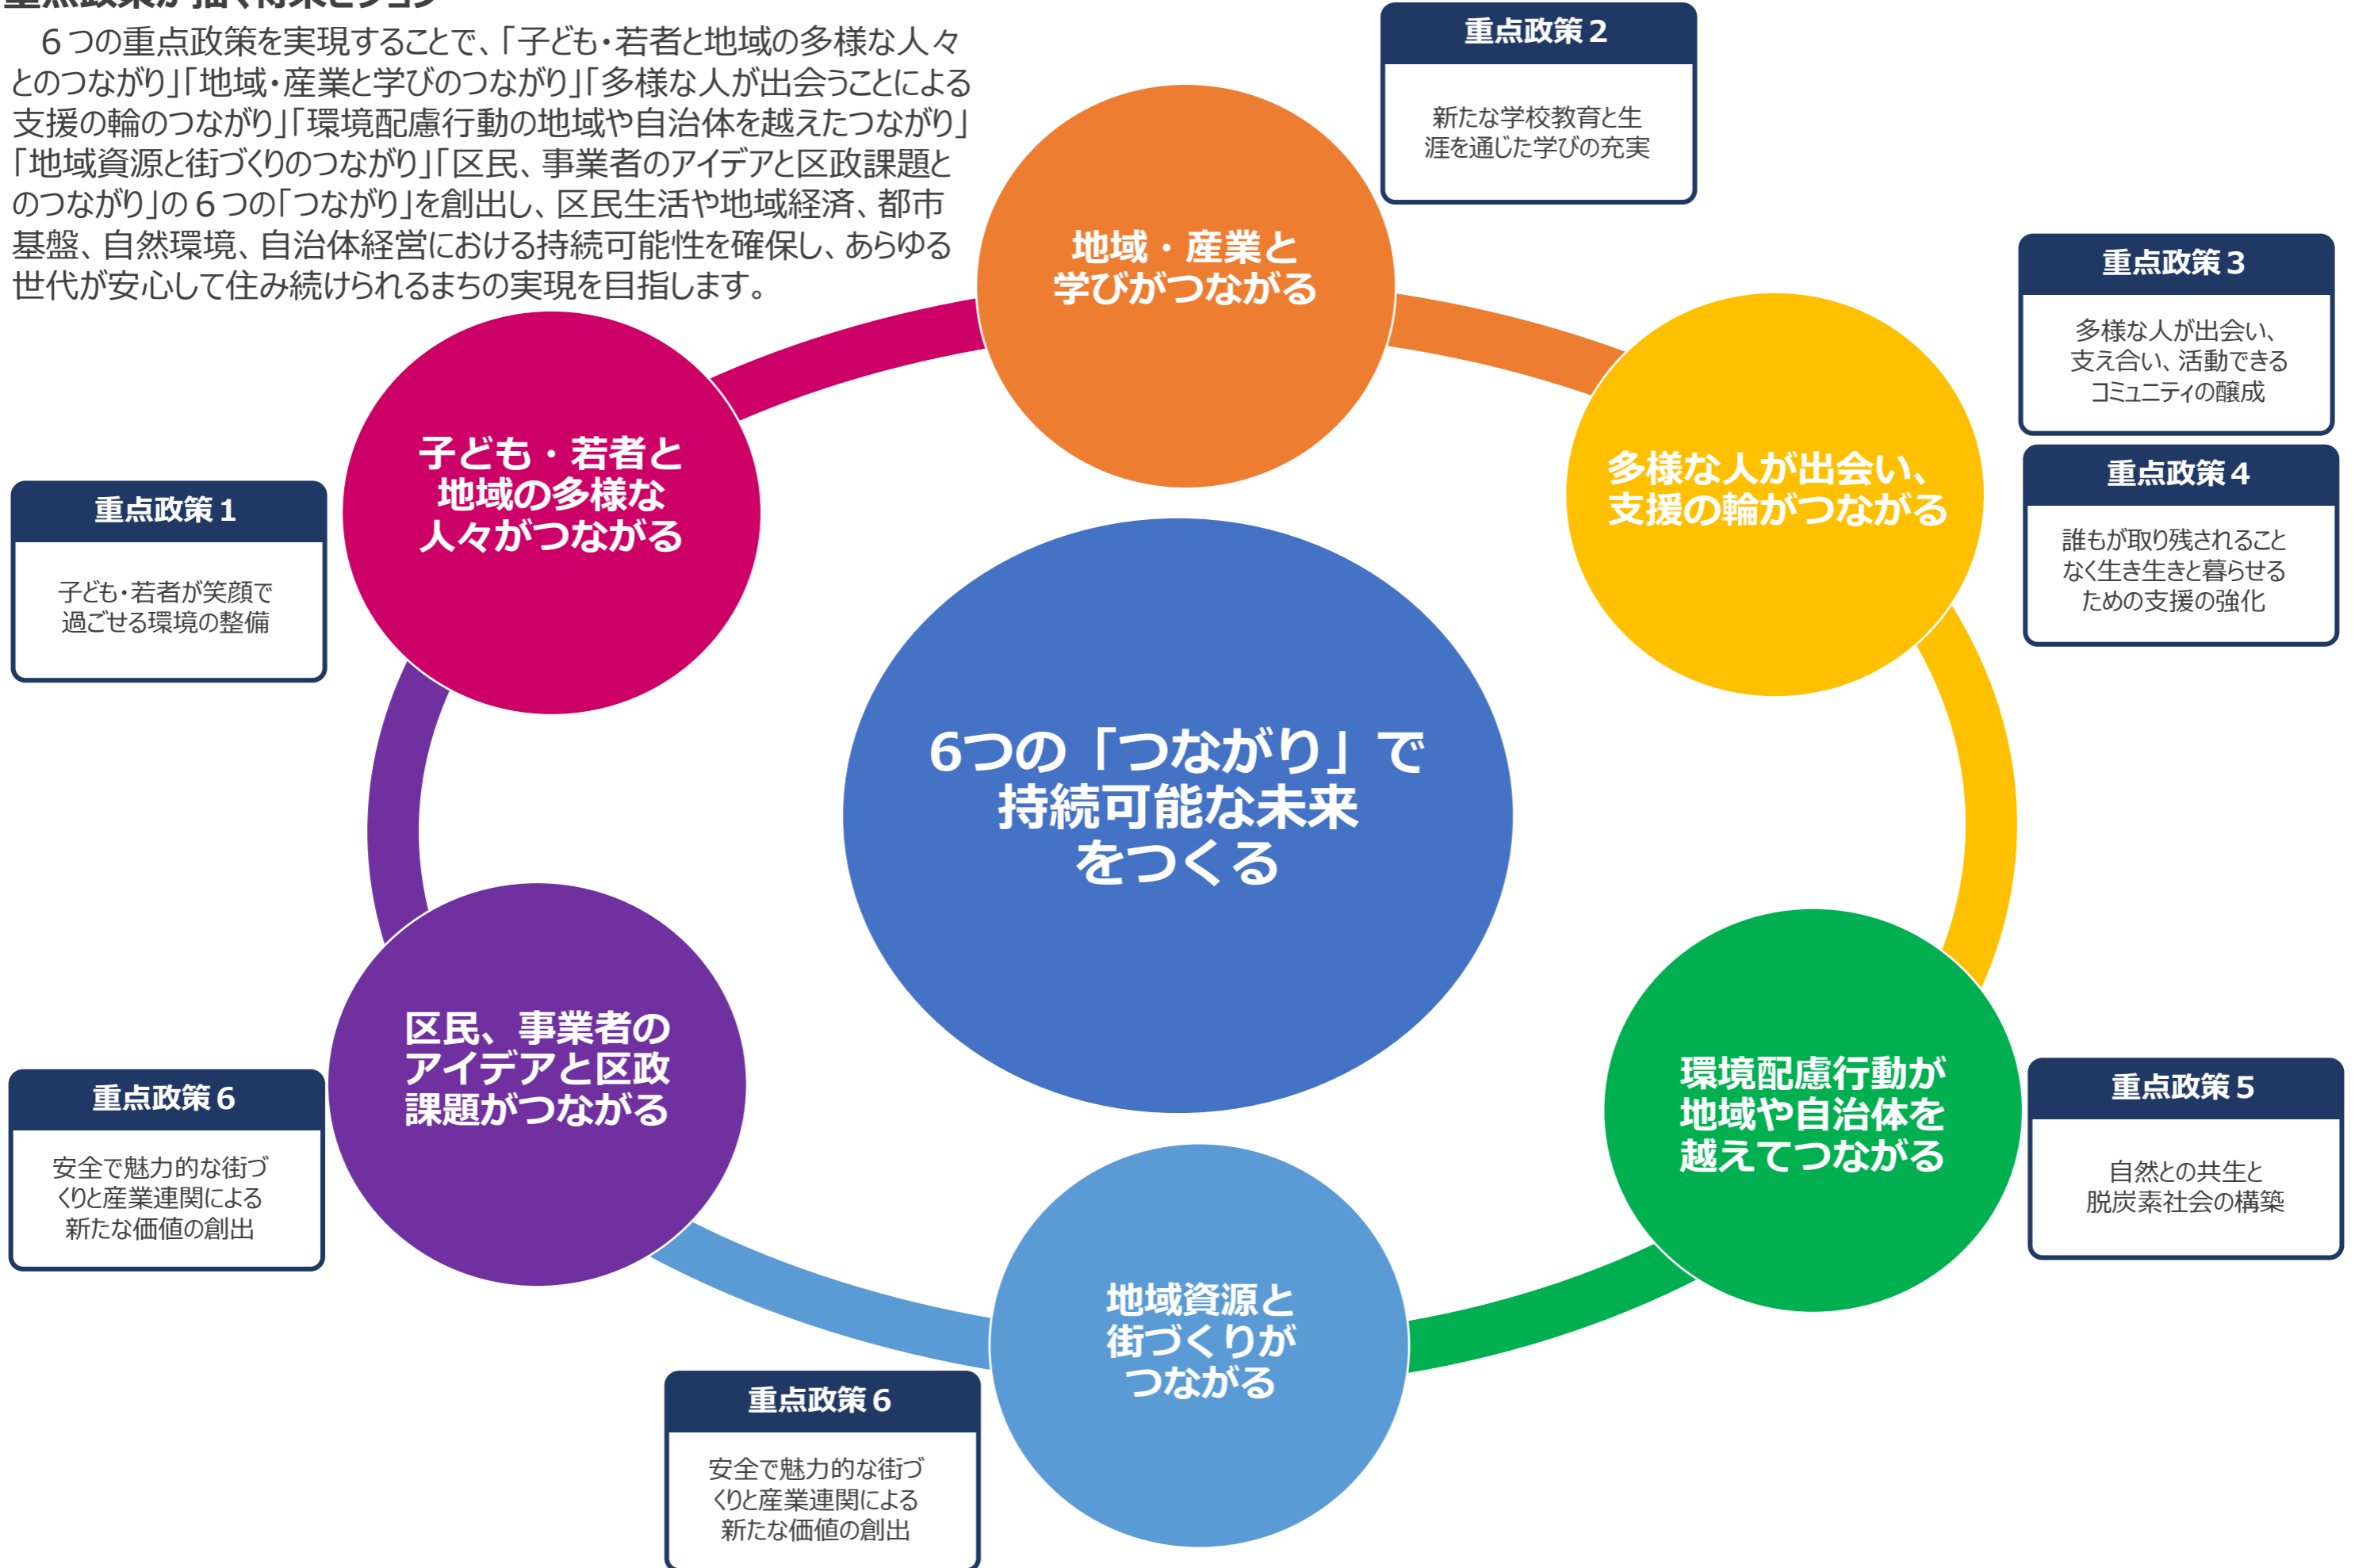 重点政策が描く将来ビジョン
６つの重点政策を実現することで、「子ども・若者と地域の多様な人々
とのつながり」「地域・産業と学びのつながり」「多様な人が出会うことによる
支援の輪のつながり」「環境配慮行動の地域や自治体を越えたつながり」
「地域資源と街づくりのつながり」「区民、事業者のアイデアと区政課題と
のつながり」の６つの「つながり」を創出し、区民生活や地域経済、都市
基盤、自然環境、自治体経営における持続可能性を確保し、あらゆる
世代が安心して住み続けられるまちの実現を目指します。
重点政策２
新たな学校教育と生
涯を通じた学びの充実
地域・産業と
学びがつながる
重点政策３
多様な人が出会い、
支え合い、活動できる
コミュニティの醸成
多様な人が出会い、
支援の輪がつながる
重点政策４
誰もが取り残されること
なく生き生きと暮らせる
ための支援の強化
子ども・若者と
地域の多様な
人々がつながる
重点政策１
子ども・若者が笑顔で
過ごせる環境の整備
6つの「つながり」で
持続可能な未来
をつくる
区民、事業者の
アイデアと区政
課題がつながる
重点政策６
安全で魅力的な街づ
くりと産業連関による
新たな価値の創出
環境配慮行動が
地域や自治体を
越えてつながる
重点政策５
自然との共生と
脱炭素社会の構築
地域資源と
街づくりが
つながる
重点政策６
安全で魅力的な街づ
くりと産業連関による
新たな価値の創出